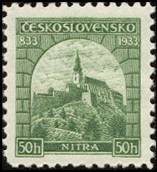 ČESKOSLOVENSKO
833 1933
50h NITRA 50h